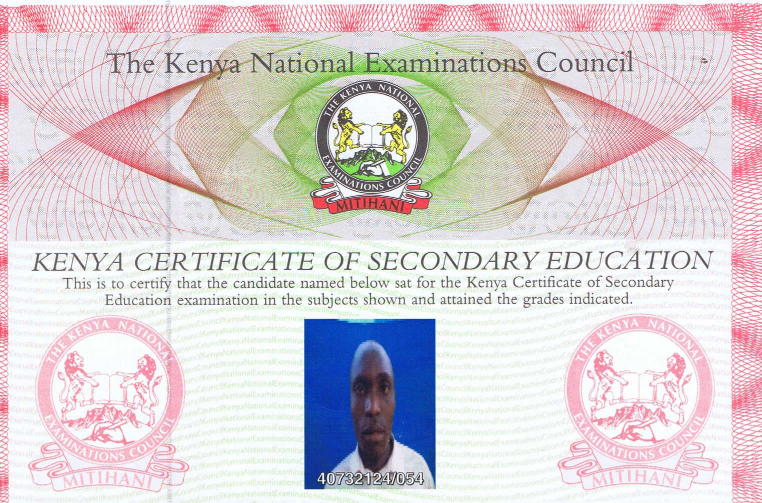 The Kenya National Examinations Council
THE KENYA NATIONAL
EXAMINATIONS COUNCIL
MITIHANI
KENYA CERTIFICATE OF SECONDARY EDUCATION
This is to certify that the candidate named below sat for the Kenya Certificate of Secondary
Education examination in the subjects shown and attained the grades indicated.
THE KENYA NATIONAL
EXAMINATIONS COUNCIL
MITIHANI
40732124/054
THE KENYA NATIONAL
EXAMINATIONS COUNCIL
MITIHANI